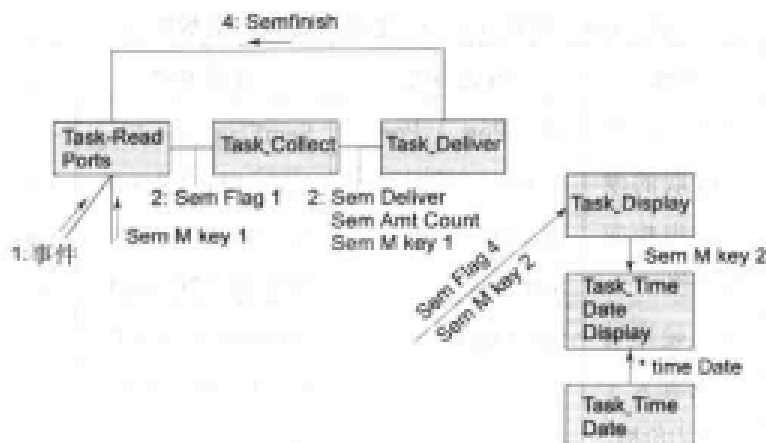 4: Semfinish
Task-Read
Ports
Task_Collect
Task_Deliver
2: Sem Flag 1
2: Sem Deliver
Sem Amt Count
Sem M key 1
1:事件
Sem M key 1
Task_Display
Sem Flag 4
Sem M key 2
Sem M key 2
Task_Time
Date
Display
* time Date
Task_Time
Date